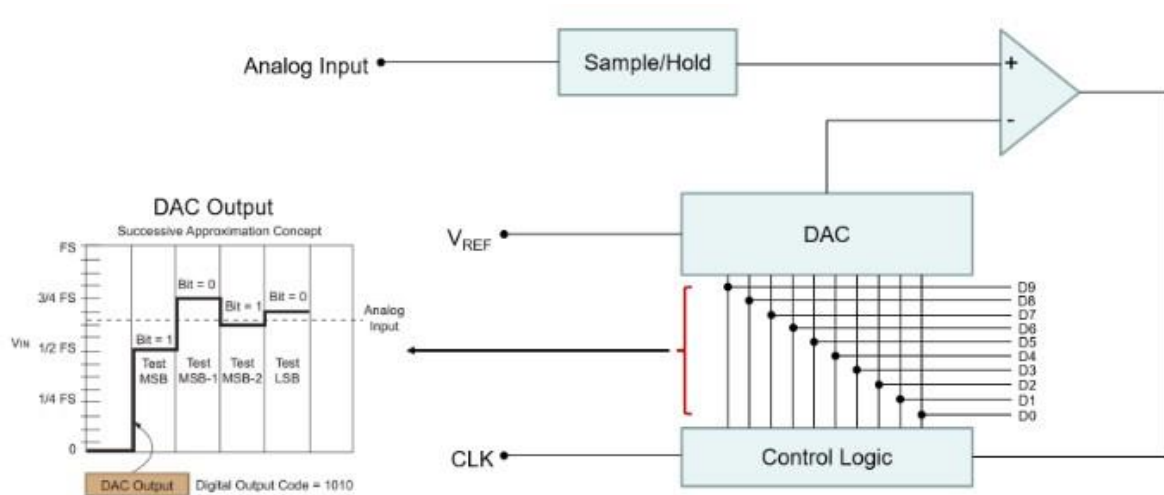 Analog Input
Sample/Hold
+
-
DAC Output
Successive Approximation Concept
FS
3/4 FS
VIN 1/2 FS
1/4 FS
0
Bit = 1
Bit = 0
Bit = 1
Bit = 0
Analog
Input
Test
MSB
Test
MSB-1
Test
MSB-2
Test
LSB
DAC Output
Digital Output Code = 1010
VREF
DAC
D9
D8
D7
D6
D5
D4
D3
D2
D1
D0
CLK
Control Logic